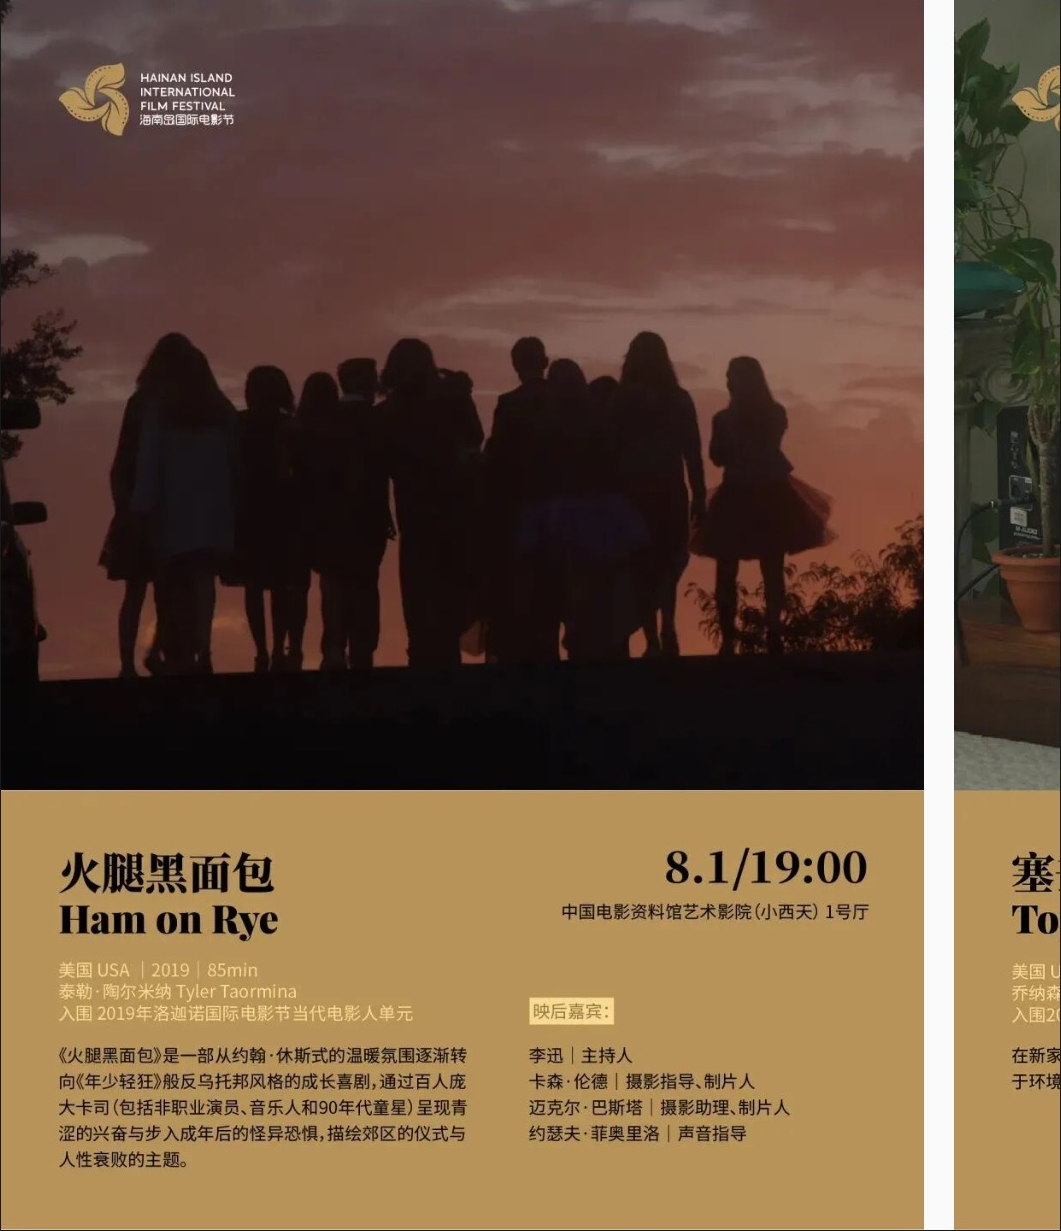 HAINAN ISLAND
INTERNATIONAL
FILM FESTIVAL
海南岛国际电影节
火腿黑面包
Ham on Rye
美国 USA｜2019｜85min
泰勒·陶尔米纳 Tyler Taormina
入围 2019年洛迦诺国际电影节当代电影人单元
《火腿黑面包》是一部从约翰·休斯式的温暖氛围逐渐转
向《年少轻狂》般反乌托邦风格的成长喜剧，通过百人庞
大卡司（包括非职业演员、音乐人和90年代童星）呈现青
涩的兴奋与步入成年后的怪异恐惧，描绘郊区的仪式与
人性衰败的主题。
8.1/19:00
中国电影资料馆艺术影院（小西天）1号厅
映后嘉宾：
李迅｜主持人
卡森·伦德｜摄影指导、制片人
迈克尔·巴斯塔｜摄影助理、制片人
约瑟夫·菲奥里洛｜声音指导
M-AUDIO
塞
To
美国 U
乔纳森
入围20
在新家
于环境